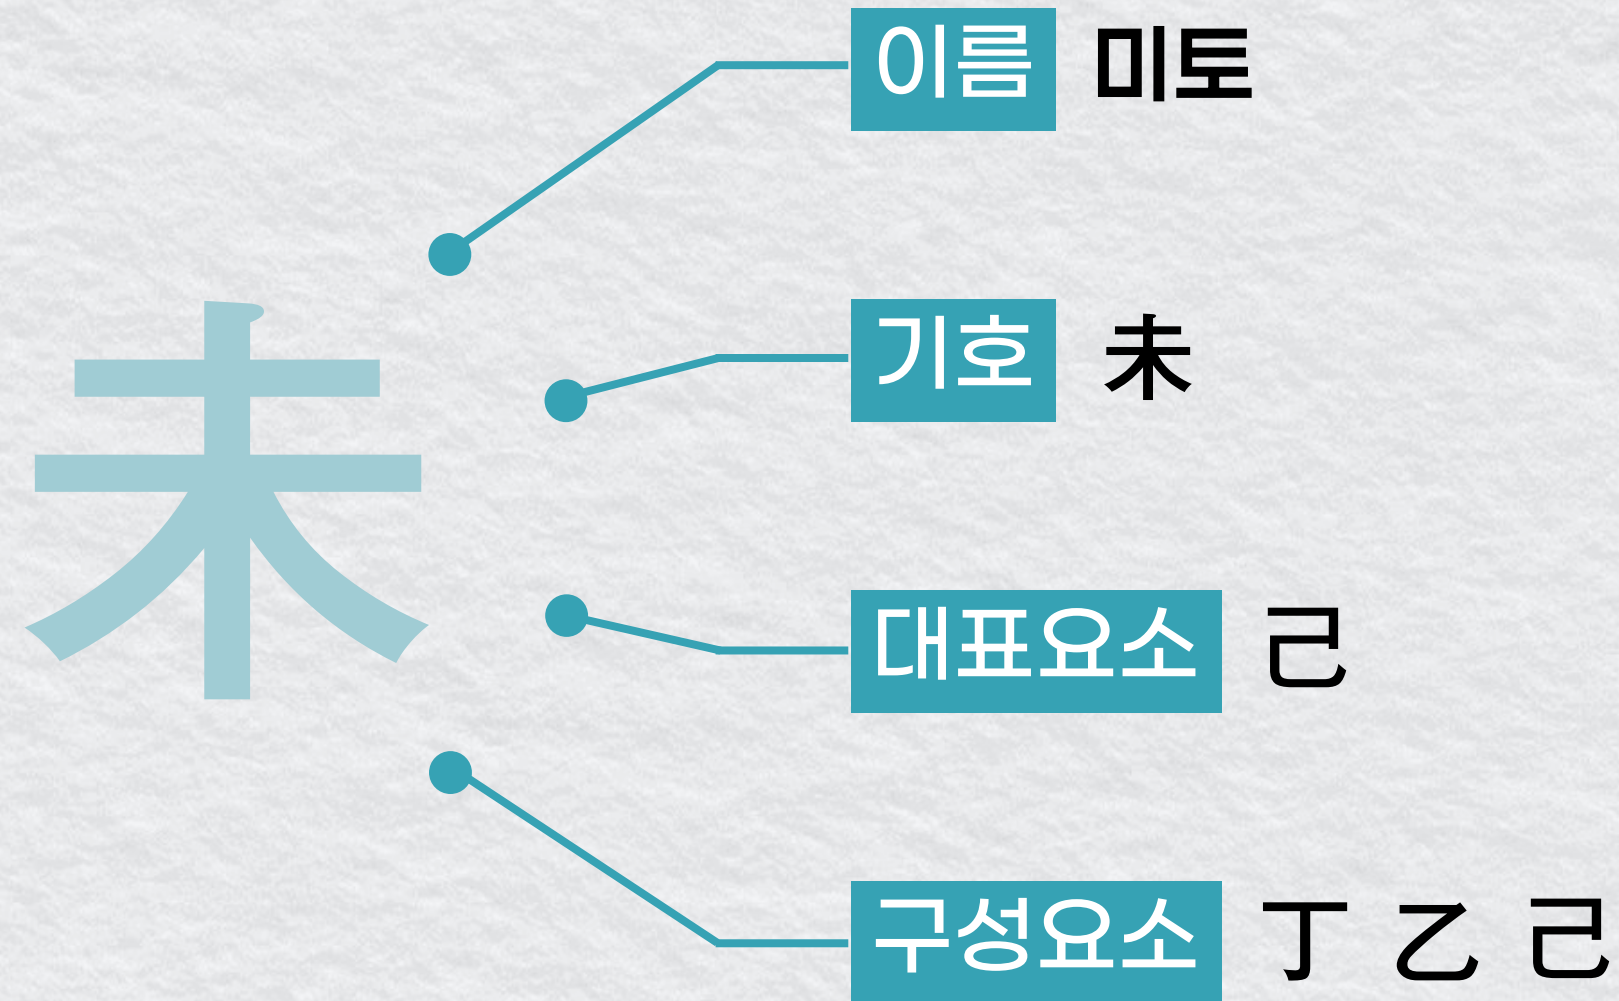 未
이름 미토
기호 未
대표요소 己
구성요소 丁 乙 己